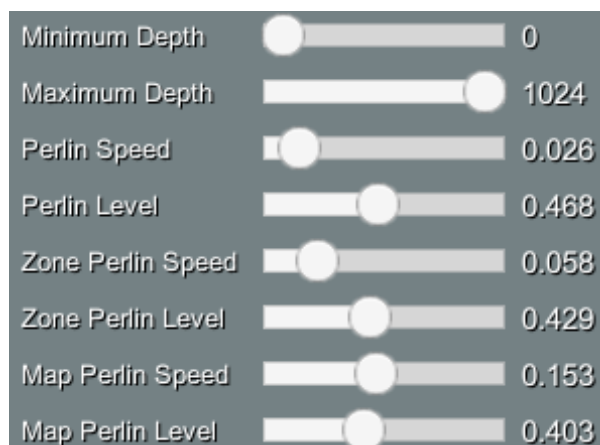 Minimum Depth 0
Maximum Depth 1024
Perlin Speed 0.026
Perlin Level 0.468
Zone Perlin Speed 0.058
Zone Perlin Level 0.429
Map Perlin Speed 0.153
Map Perlin Level 0.403